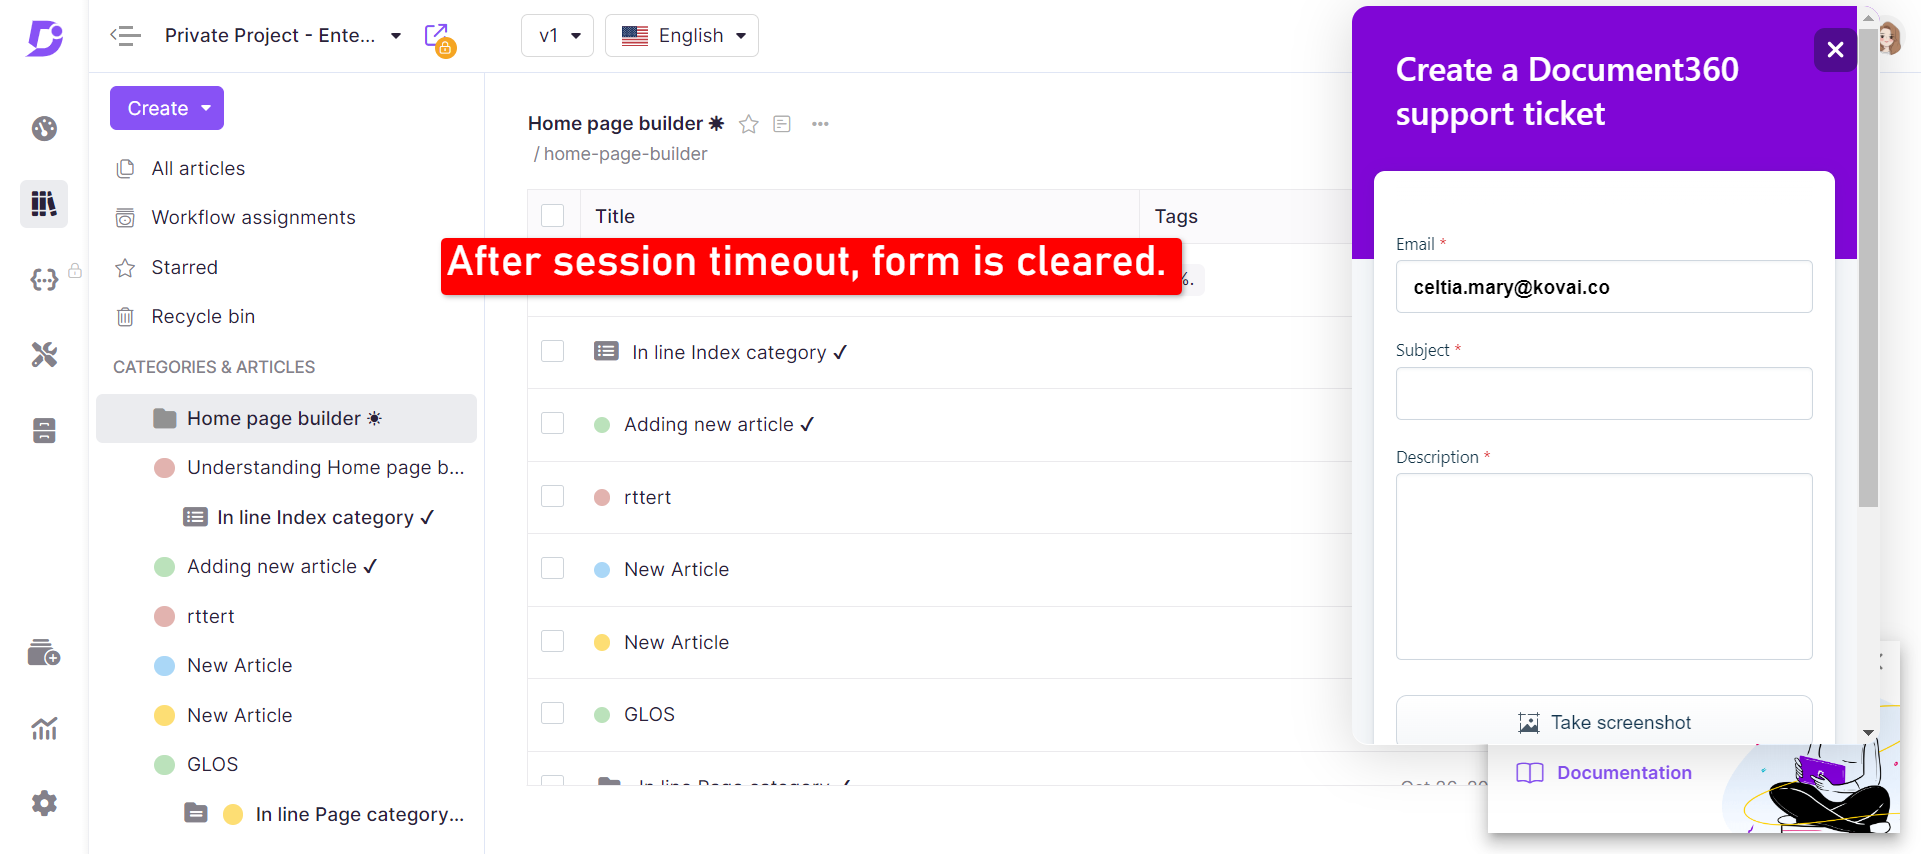 Private Project - Ente...
v1
English
Create
All articles
Workflow assignments
Starred
Recycle bin
CATEGORIES & ARTICLES
Home page builder ☀
Understanding Home page b...
In line Index category ✓
Adding new article ✓
rttert
New Article
New Article
GLOS
In line Page category...
Home page builder ☀
/ home-page-builder
Title
Tags
After session timeout, form is cleared.
%.
In line Index category ✓
Adding new article ✓
rttert
New Article
New Article
GLOS
In line Page category ✓
Create a Document360
support ticket
Email *
celtia.mary@kovai.co
Subject *
Description *
Take screenshot
Documentation